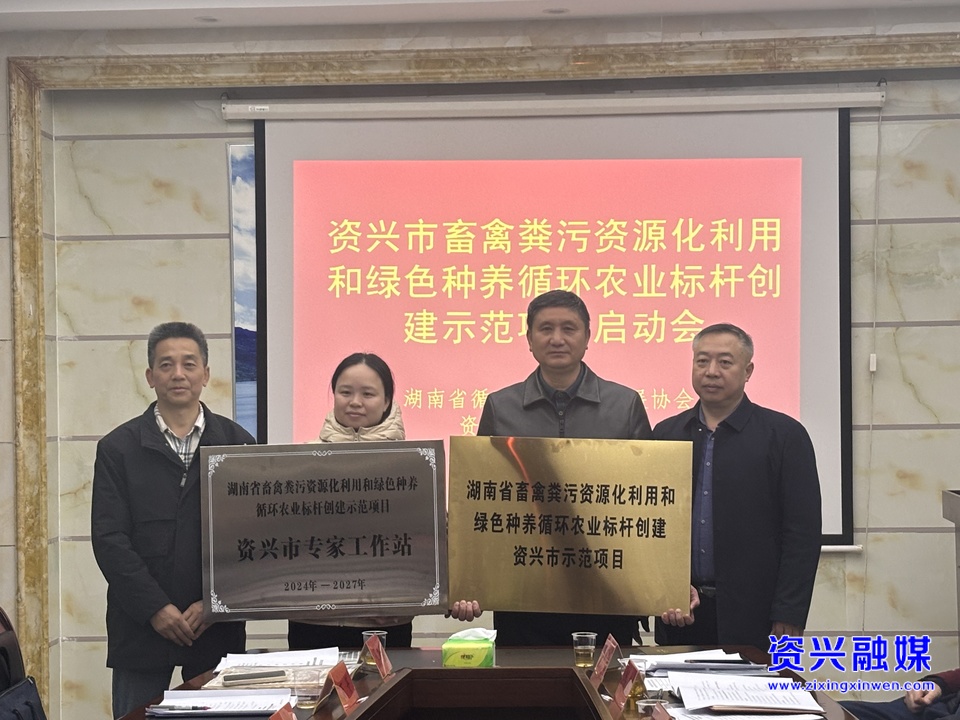 资兴市畜禽粪污资源化利用
和绿色种养循环农业标杆创
建示范项 启动会
湖南省循 协会
资
湖南省畜禽粪污资源化利用和绿色种养
循环农业标杆创建示范项目
资兴市专家工作站
2024年—2027年
湖南省畜禽粪污资源化利用和
绿色种养循环农业标杆创建
资兴市示范项目
资兴融媒
www.zixingxinwen.com